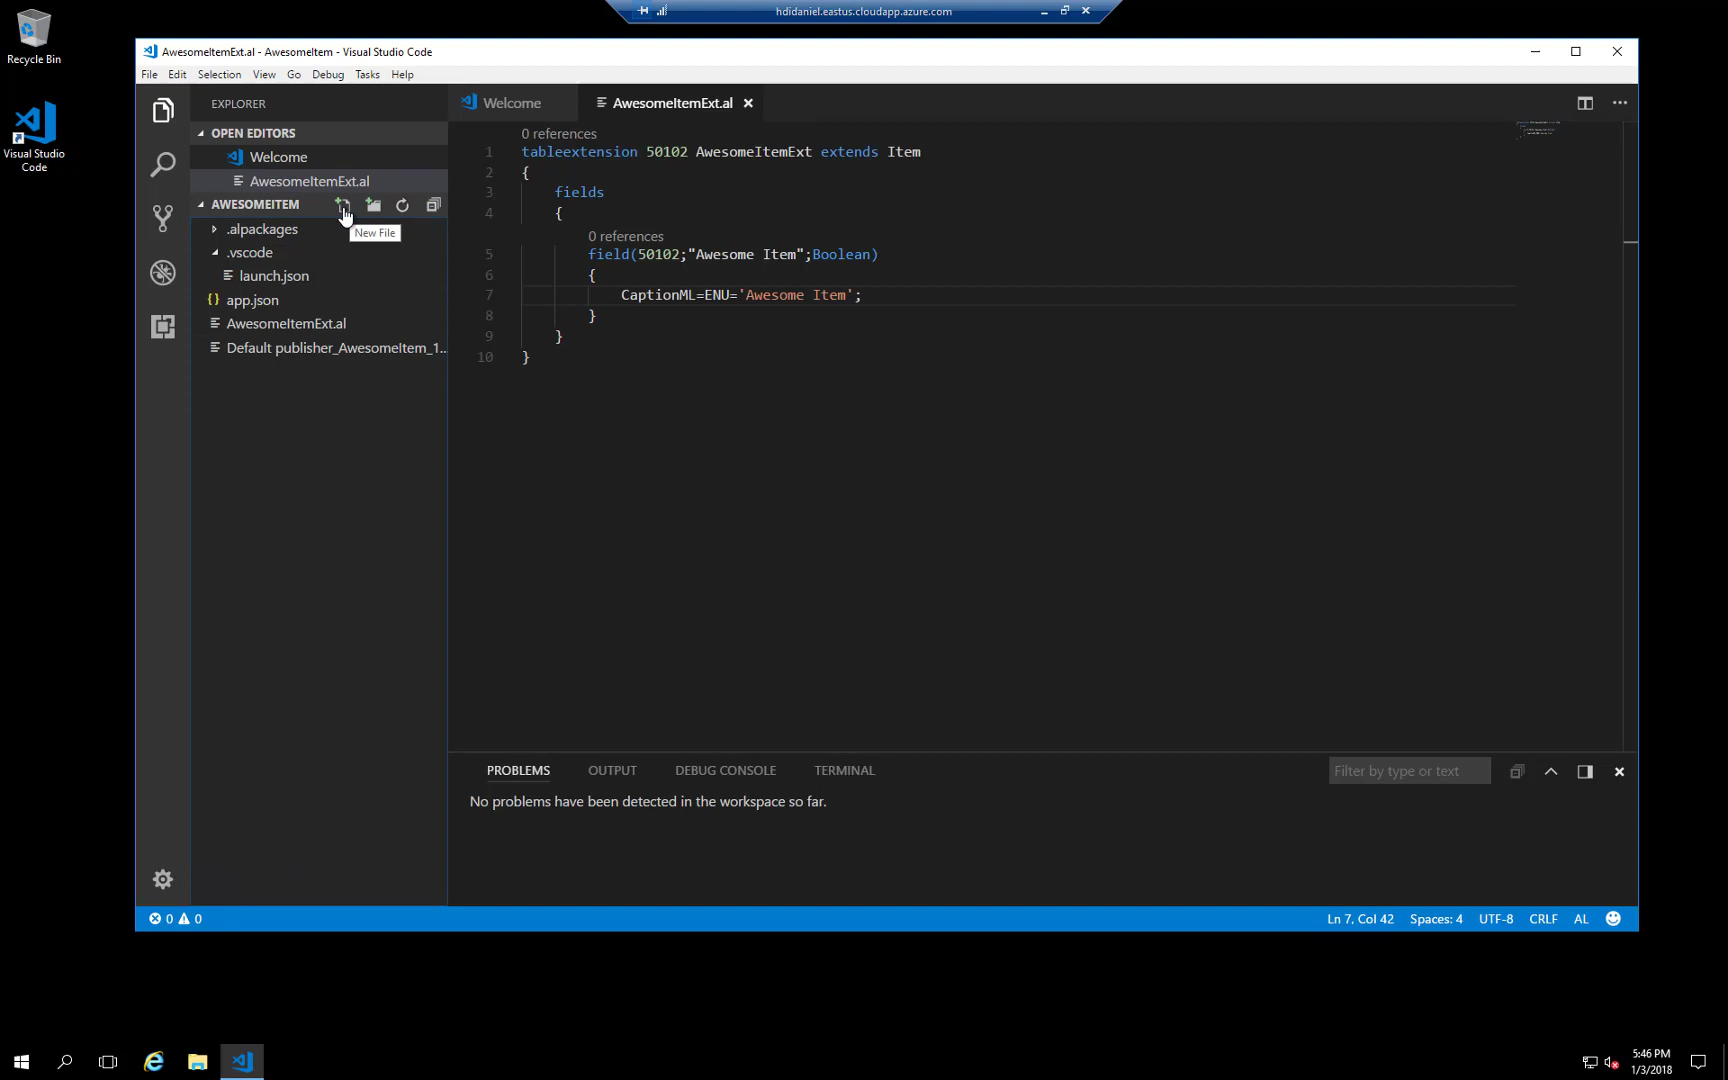 hdidaniel.eastus.cloudapp.azure.com
Recycle Bin
Visual Studio
Code
AwesomeItemExt.al - AwesomeItem - Visual Studio Code
File Edit Selection View Go Debug Tasks Help
EXPLORER
OPEN EDITORS
Welcome
AwesomeItemExt.al
AWESOMEITEM
New File
.alpackages
.vscode
launch.json
app.json
AwesomeItemExt.al
Default publisher_AwesomeItem_1...
Welcome AwesomeItemExt.al
0 references
1 tableextension 50102 AwesomeItemExt extends Item
2 {
3 fields
4 {
0 references
5 field(50102;"Awesome Item";Boolean)
6 {
7 CaptionML=ENU='Awesome Item';
8 }
9 }
10 }
PROBLEMS OUTPUT DEBUG CONSOLE TERMINAL Filter by type or text
No problems have been detected in the workspace so far.
0 0 Ln 7, Col 42 Spaces: 4 UTF-8 CRLF AL
5:46 PM
1/3/2018